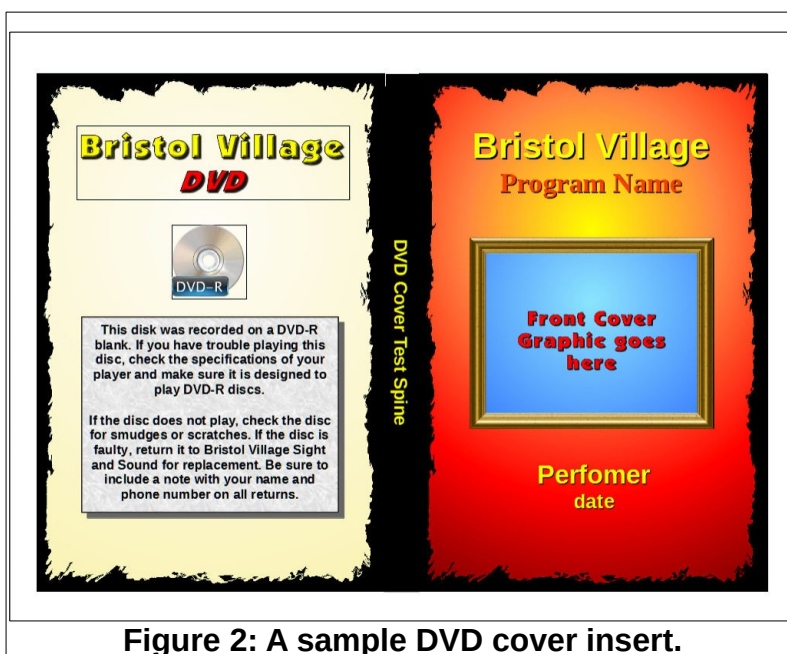 Bristol Village
DVD
DVD-R
This disk was recorded on a DVD-R
blank. If you have trouble playing this
disc, check the specifications of your
player and make sure it is designed to
play DVD-R discs.
If the disc does not play, check the disc
for smudges or scratches. If the disc is
faulty, return it to Bristol Village Sight
and Sound for replacement. Be sure to
include a note with your name and
phone number on all returns.
DVD Cover Test Spine
Bristol Village
Program Name
Front Cover
Graphic goes
here
Perfomer
date
Figure 2: A sample DVD cover insert.